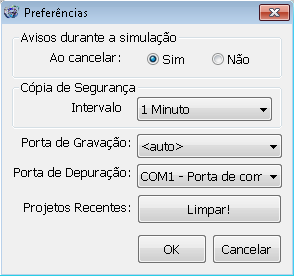 Preferências
Avisos durante a simulação
Ao cancelar: Sim Não
Cópia de Segurança
Intervalo 1 Minuto
Porta de Gravação: <auto>
Porta de Depuração: COM1 - Porta de com
Projetos Recentes: Limpar!
OK Cancelar